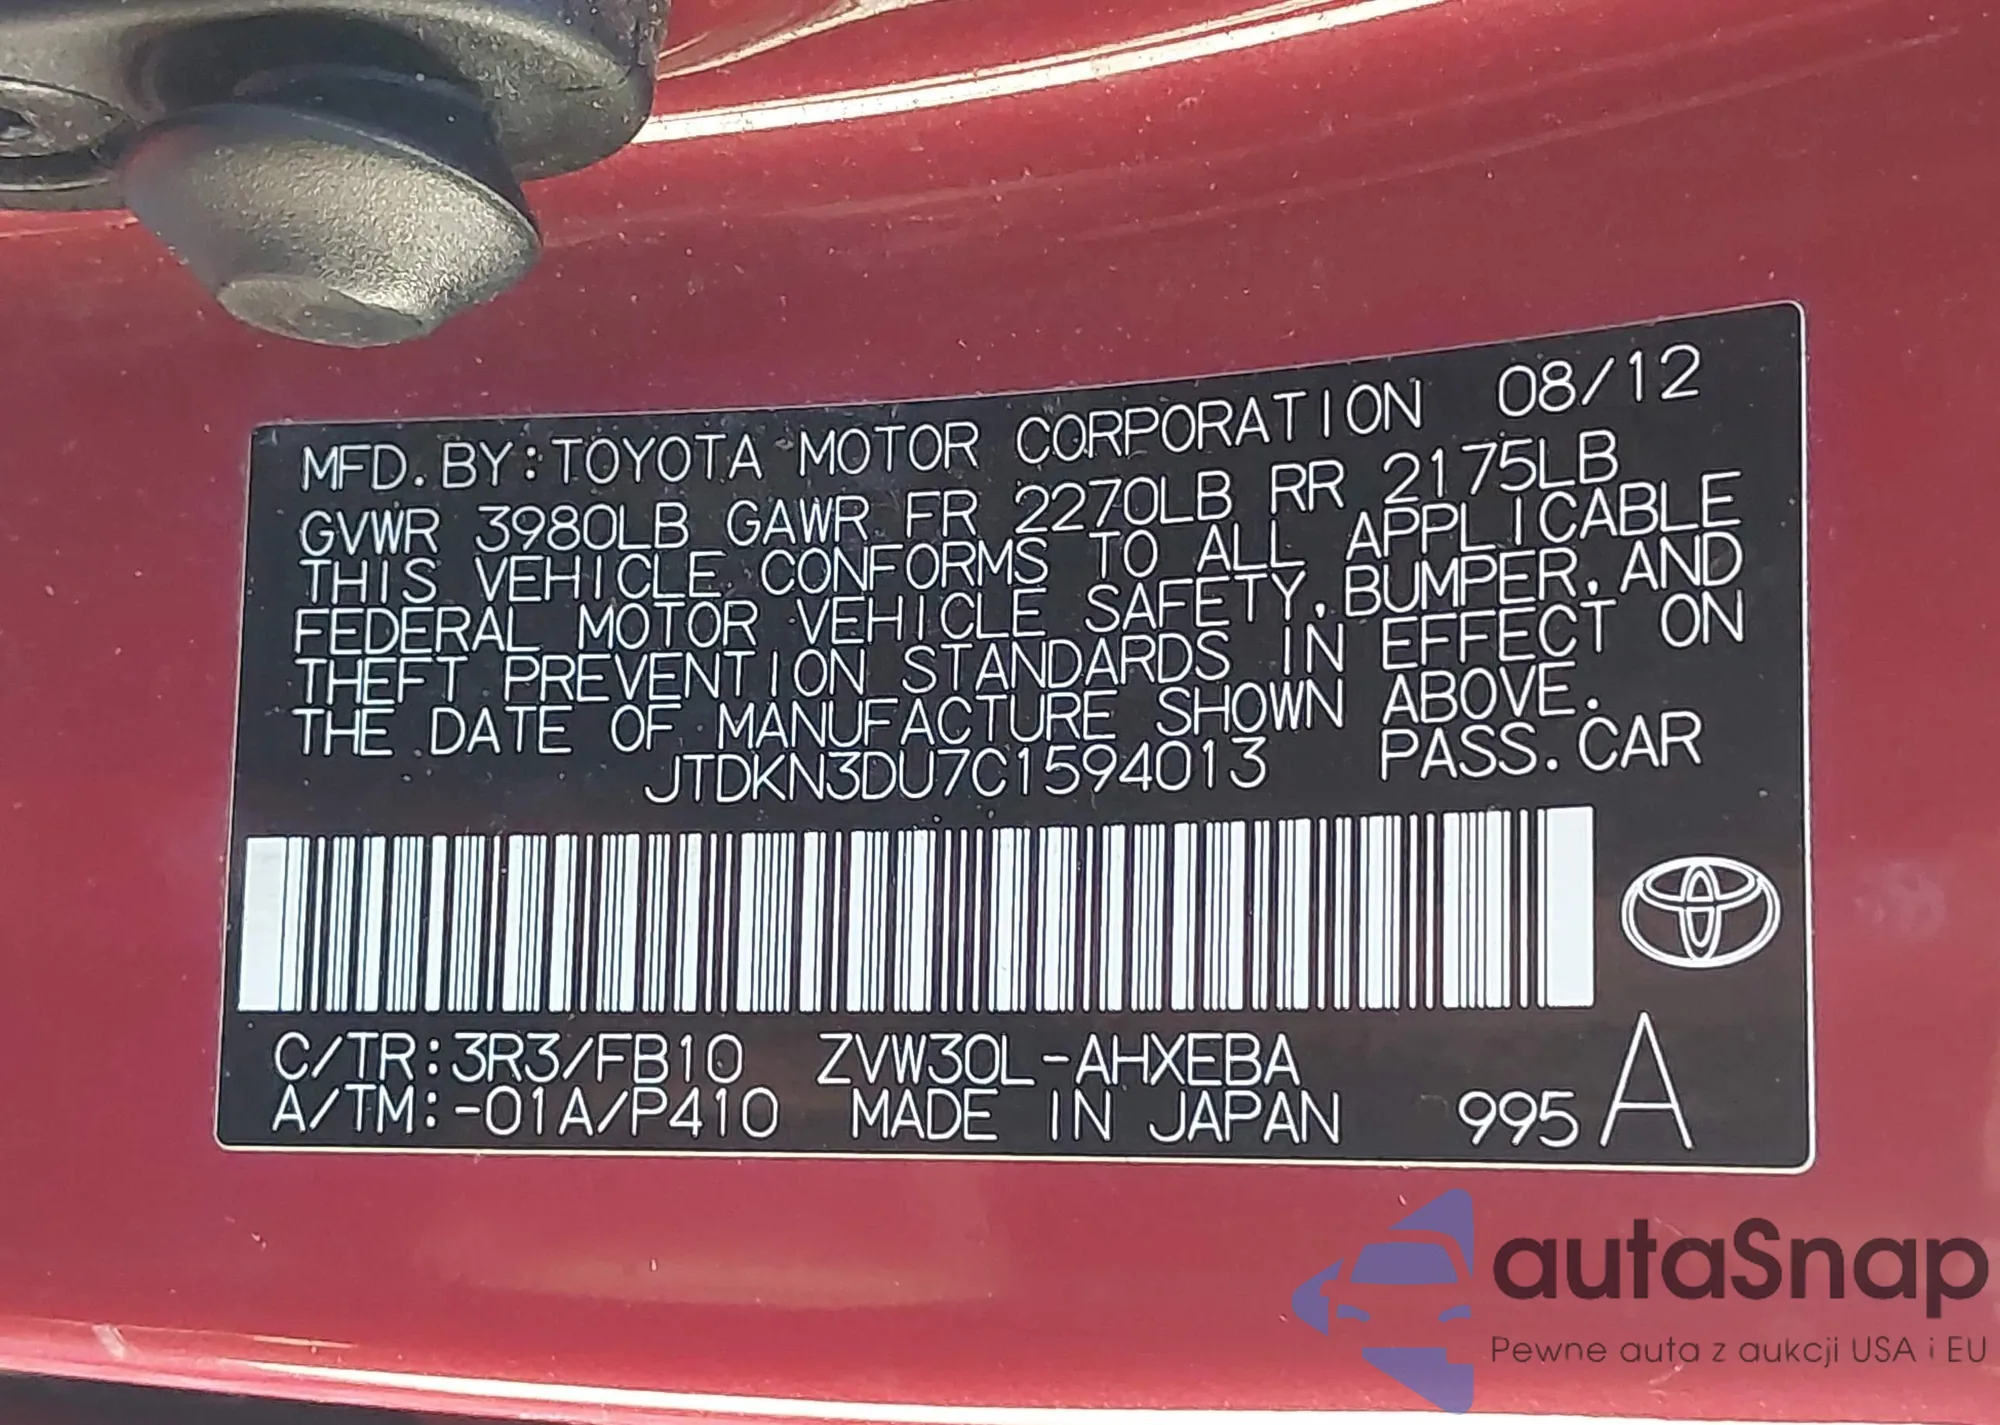 MFD. BY: TOYOTA MOTOR CORPORATION 08/12
GVWR 3980LB GAWR FR 2270LB RR 2175LB
THIS VEHICLE CONFORMS TO ALL APPLICABLE
FEDERAL MOTOR VEHICLE SAFETY, BUMPER, AND
THEFT PREVENTION STANDARDS IN EFFECT ON
THE DATE OF MANUFACTURE SHOWN ABOVE.
JTDKN3DU7C1594013 PASS. CAR
C/TR: 3R3/FB10 ZVW30L-AHXEBA
A/TM: -01A/P410 MADE IN JAPAN 995 A
autaSnap
Pewne auta z aukcji USA i EU